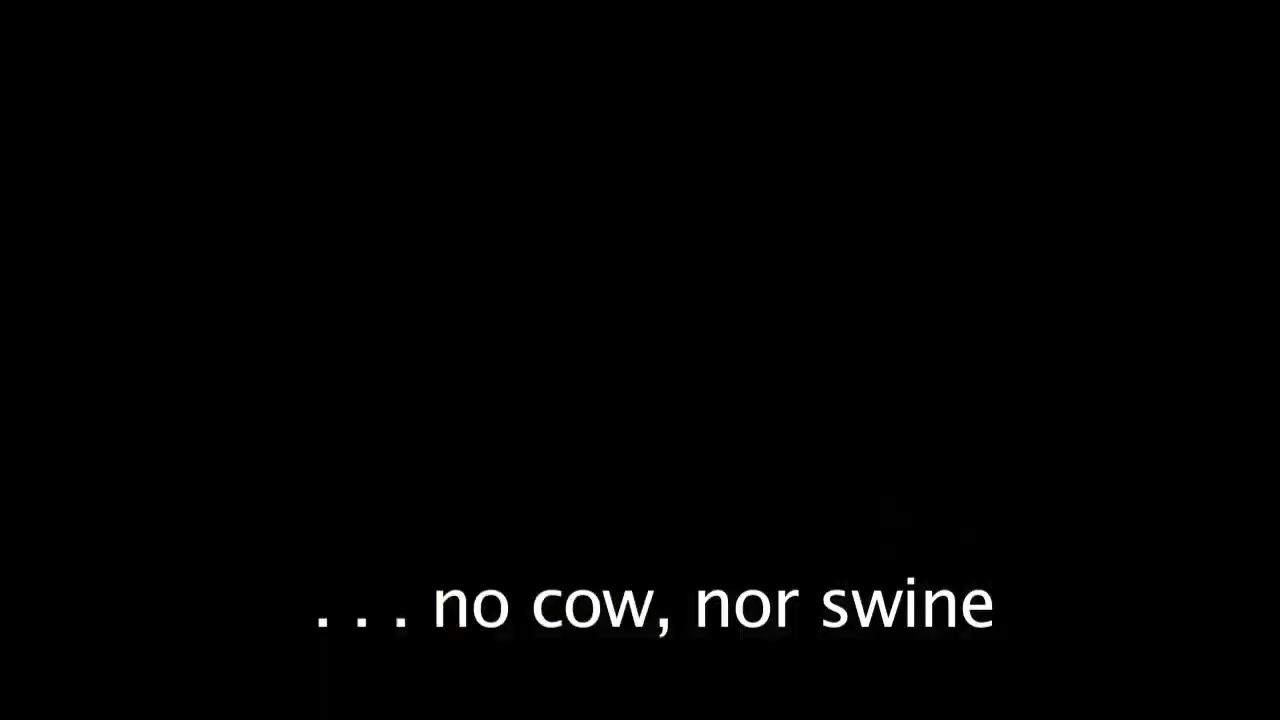 . . . no cow, nor swine